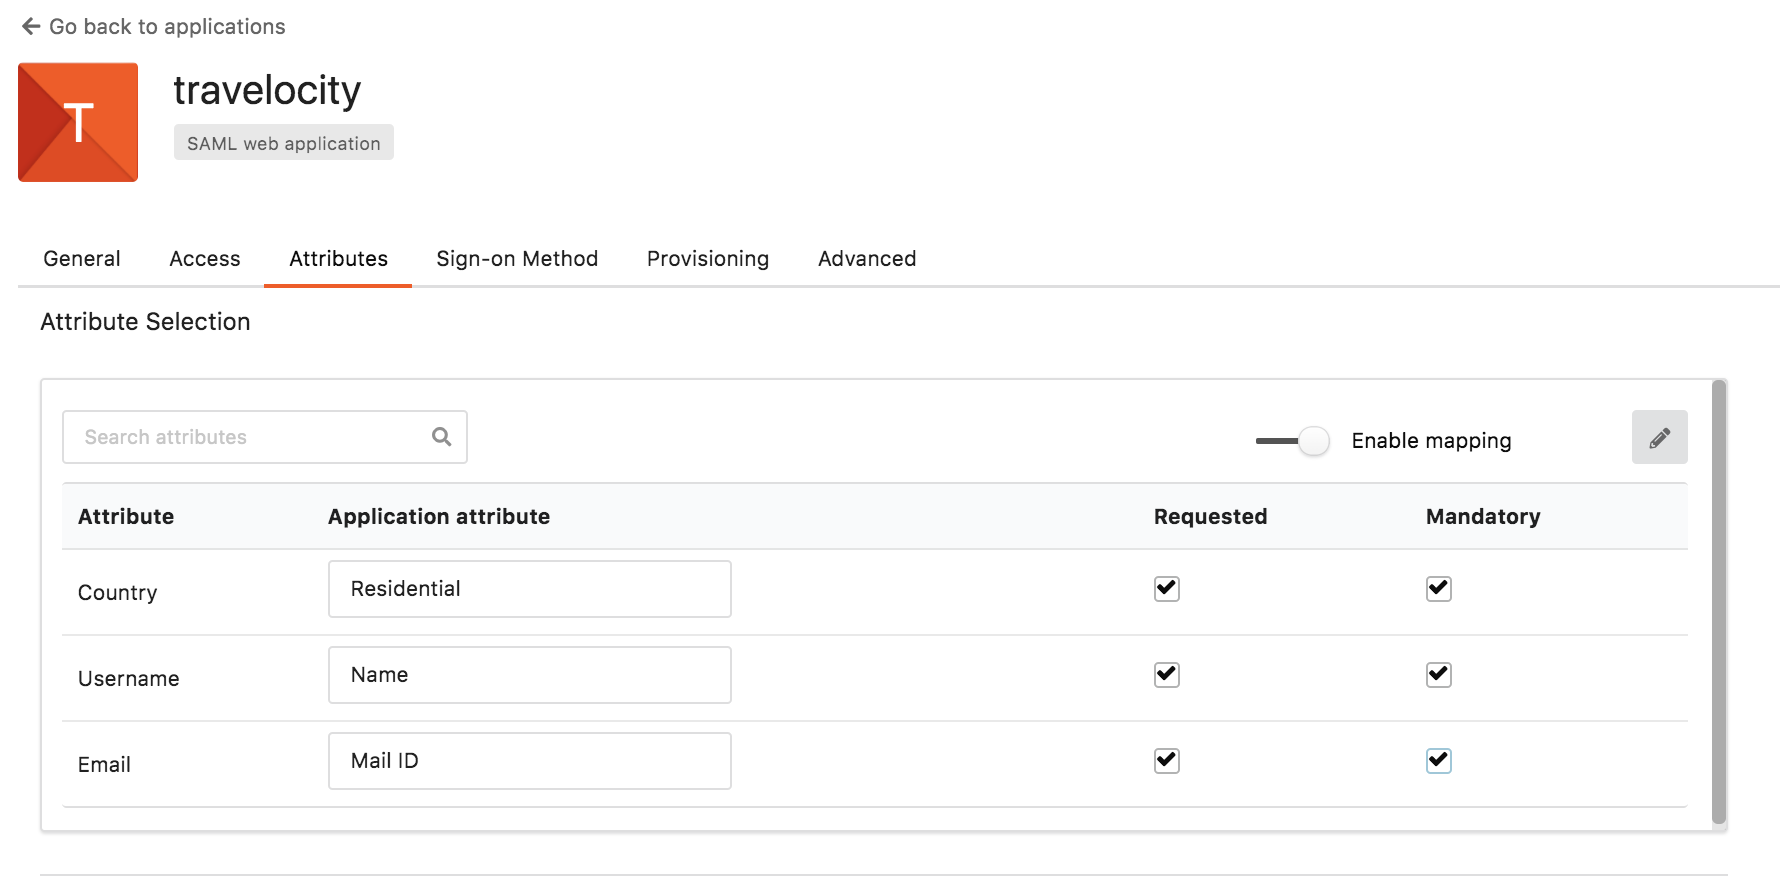 Go back to applications
T
travelocity
SAML web application
General Access Attributes Sign-on Method Provisioning Advanced
Attribute Selection
Search attributes
Enable mapping
Attribute Application attribute Requested Mandatory
Country Residential
Username Name
Email Mail ID